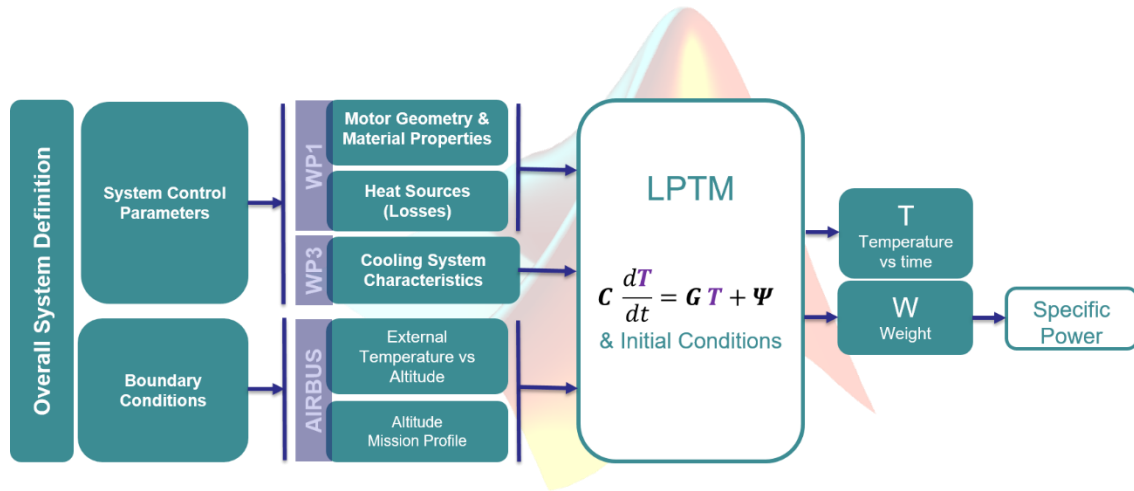 Overall System Definition
System Control
Parameters
Boundary
Conditions
WP1
Motor Geometry &
Material Properties
Heat Sources
(Losses)
WP3
Cooling System
Characteristics
AIRBUS
External
Temperature vs
Altitude
Altitude
Mission Profile
LPTM
C dT/dt = G T + Ψ
& Initial Conditions
T
Temperature
vs time
W
Weight
Specific
Power